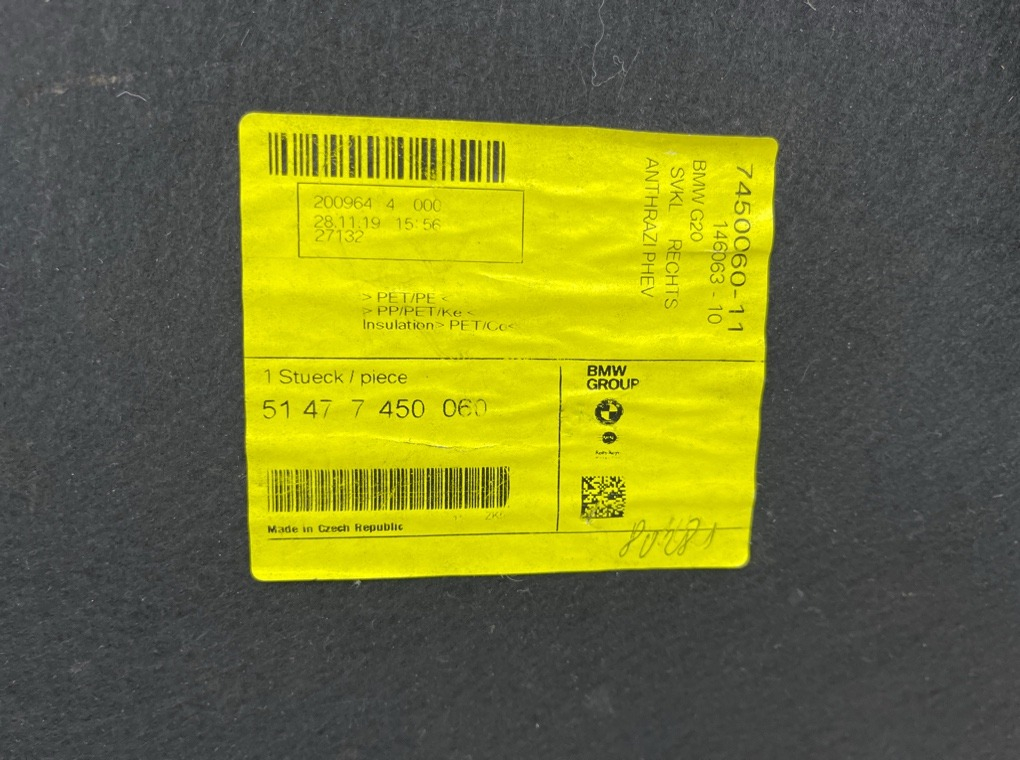 200964 4 000
28.11.19 15:56
27132
> PET/PE <
> PP/PET/Ke <
Insulation> PET/Co<
7450060-11
146063 - 10
BMW G20
SVKL RECHTS
ANTHRAZI PHEV
1 Stueck / piece
51 47 7 450 060
Made in Czech Republic
BMW
GROUP